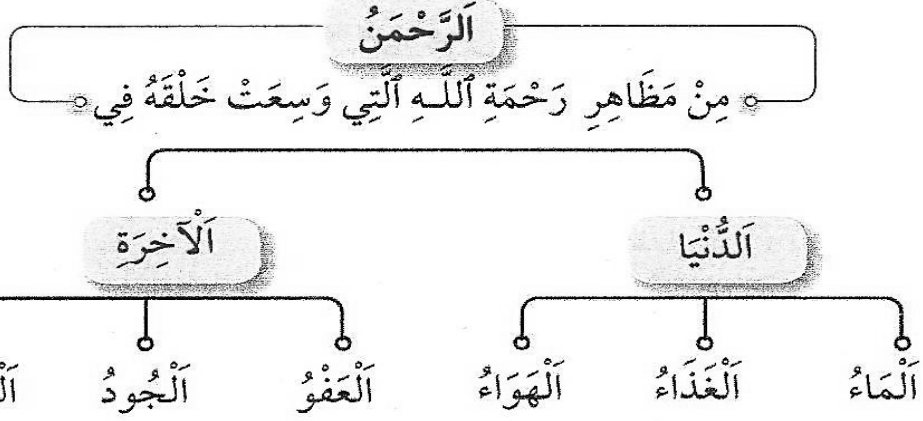 اَلرَّحْمَنُ
مِنْ مَظَاهِرِ رَحْمَةِ ٱللَّـهِ ٱلَّتِي وَسِعَتْ خَلْقَهُ فِي
اَلدُّنْيَا اَلْآخِرَةِ
اَلْمَاءُ اَلْغَذَاءُ اَلْهَوَاءُ اَلْعَفْوُ اَلْجُودُ